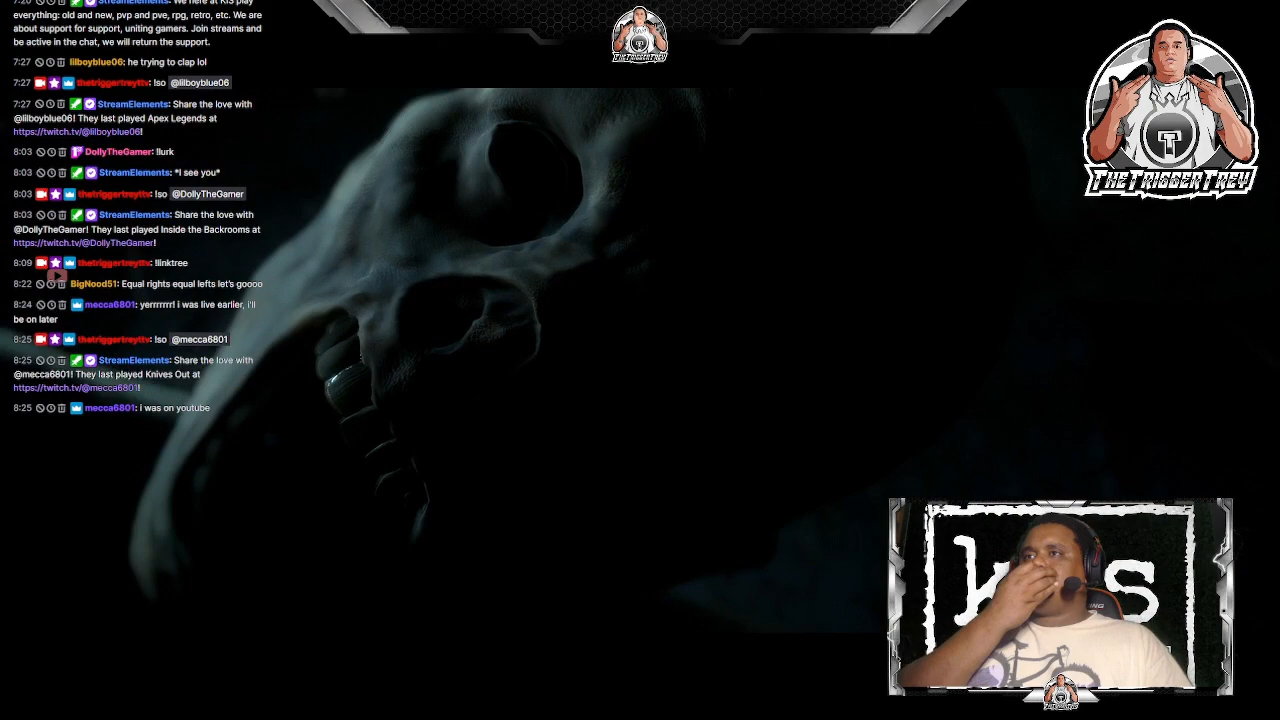 everything: old and new, pvp and pve, rpg, retro, etc. We are
about support for support, uniting gamers. Join streams and
be active in the chat, we will return the support.
7:27 lilboyblue06: he trying to clap lol
7:27 thetriggertreyttv: !so @lilboyblue06
7:27 StreamElements: Share the love with
@lilboyblue06! They last played Apex Legends at
https://twitch.tv/@lilboyblue06!
8:03 DollyTheGamer: !lurk
8:03 StreamElements: *I see you*
8:03 thetriggertreyttv: !so @DollyTheGamer
8:03 StreamElements: Share the love with
@DollyTheGamer! They last played Inside the Backrooms at
https://twitch.tv/@DollyTheGamer!
8:09 thetriggertreyttv: !linktree
8:22 BigNood51: Equal rights equal lefts let's goooo
8:24 mecca6801: yerrrrrrr! i was live earlier, i'll
be on later
8:25 thetriggertreyttv: !so @mecca6801
8:25 StreamElements: Share the love with
@mecca6801! They last played Knives Out at
https://twitch.tv/@mecca6801!
8:25 mecca6801: i was on youtube
THETRIGGERTREY
T
THETRIGGERTREY